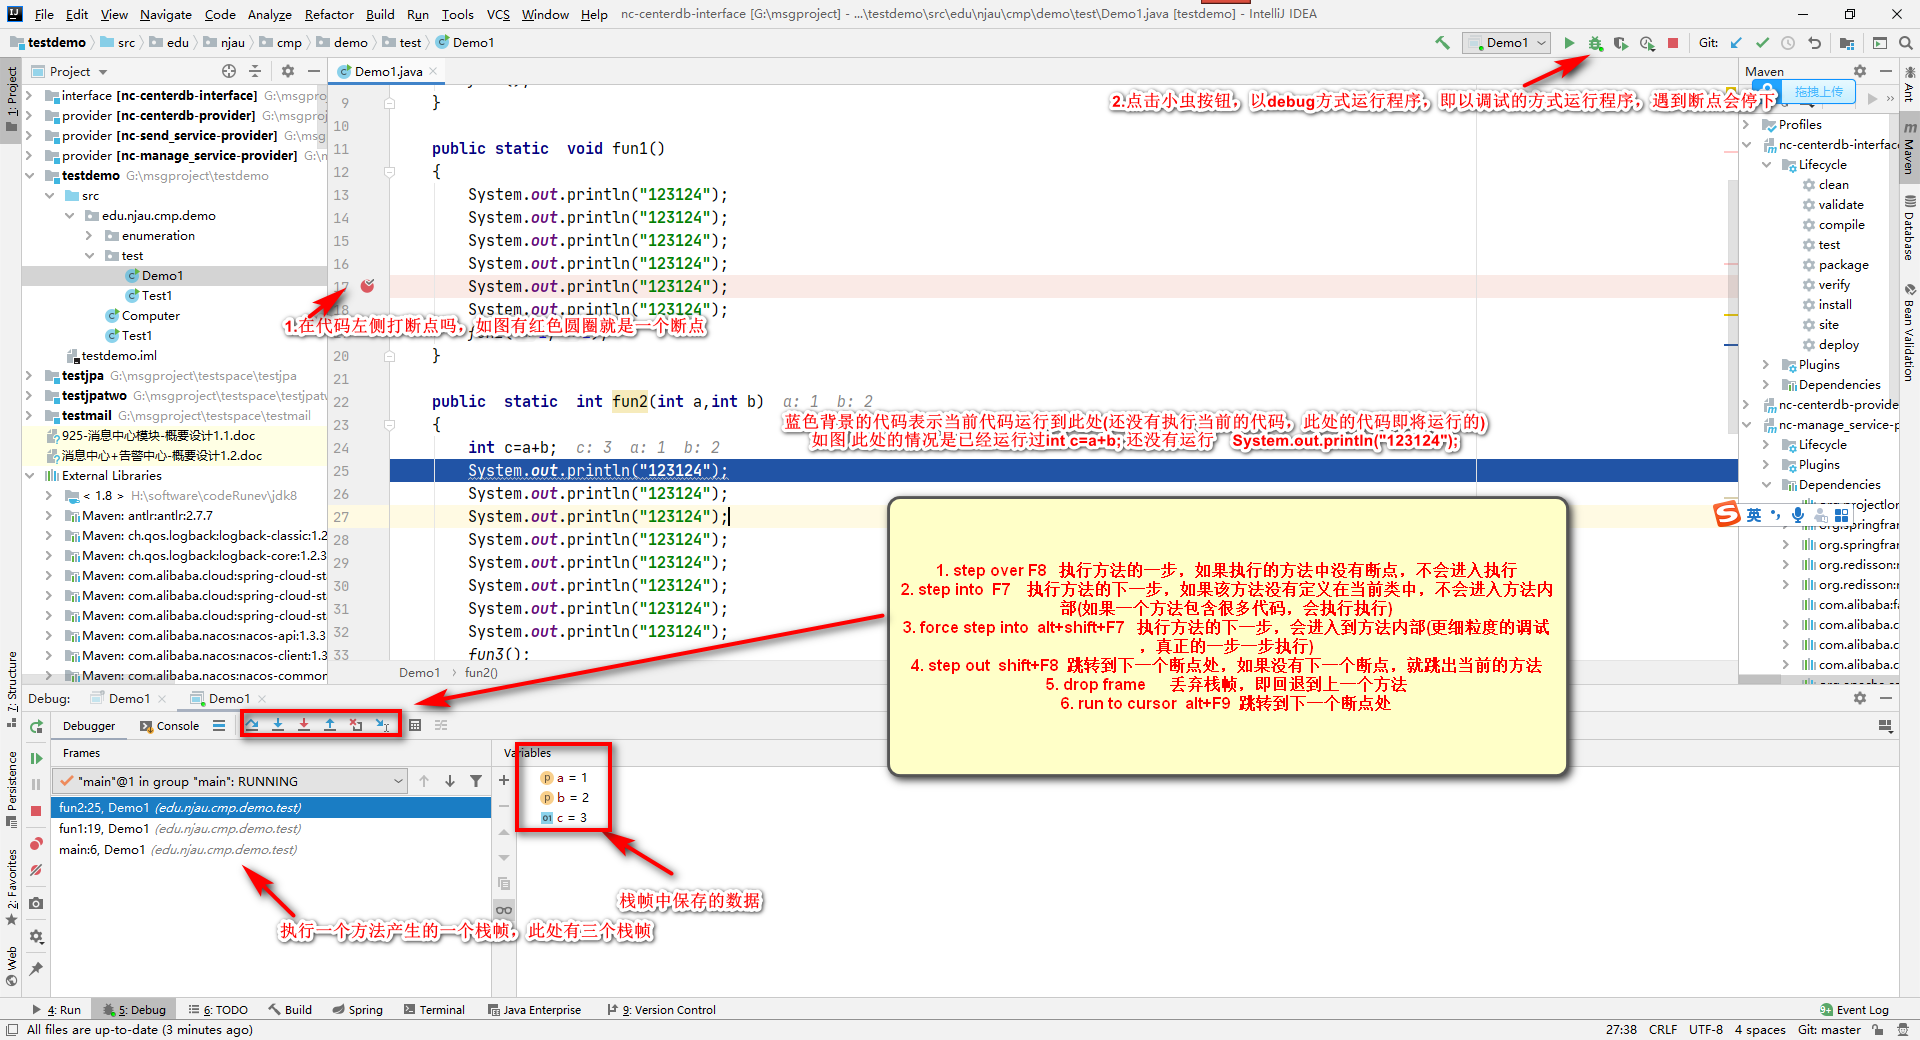 File Edit View Navigate Code Analyze Refactor Build Run Tools VCS Window Help nc-centerdb-interface [G:\msgproject] - ...\testdemo\src\edu\njau\cmp\demo\test\Demo1.java [testdemo] - IntelliJ IDEA
testdemo src edu njau cmp demo test Demo1
Demo1 Git:
1: Project
Project
interface [nc-centerdb-interface] G:\msgproj
provider [nc-centerdb-provider] G:\msgpro
provider [nc-send_service-provider] G:\msg
provider [nc-manage_service-provider] G:\n
testdemo G:\msgproject\testdemo
src
edu.njau.cmp.demo
enumeration
test
Demo1
Test1
Computer
Test1
testdemo.iml
testjpa G:\msgproject\testspace\testjpa
testjpatwo G:\msgproject\testspace\testjpatw
testmail G:\msgproject\testspace\testmail
925-消息中心模块-概要设计1.1.doc
消息中心+告警中心-概要设计1.2.doc
External Libraries
< 1.8 > H:\software\codeRunev\jdk8
Maven: antlr:antlr:2.7.7
Maven: ch.qos.logback:logback-classic:1.2
Maven: ch.qos.logback:logback-core:1.2.3
Maven: com.alibaba.cloud:spring-cloud-st
Maven: com.alibaba.cloud:spring-cloud-st
Maven: com.alibaba.cloud:spring-cloud-st
Maven: com.alibaba.nacos:nacos-api:1.3.3
Maven: com.alibaba.nacos:nacos-client:1.3
Maven: com.alibaba.nacos:nacos-common
Demo1.java
2.点击小虫按钮，以debug方式运行程序，即以调试的方式运行程序，遇到断点会停下
9 }
10
11 public static void fun1()
12 {
13 System.out.println("123124");
14 System.out.println("123124");
15 System.out.println("123124");
16 System.out.println("123124");
17 System.out.println("123124");
18 System.out.println("123124");
1.在代码左侧打断点吗，如图有红色圆圈就是一个断点
20 }
21
22 public static int fun2(int a,int b) a: 1 b: 2
23 {
蓝色背景的代码表示当前代码运行到此处(还没有执行当前的代码，此处的代码即将运行的)
如图 此处的情况是已经运行过int c=a+b; 还没有运行 System.out.println("123124");
24 int c=a+b; c: 3 a: 1 b: 2
25 System.out.println("123124");
26 System.out.println("123124");
27 System.out.println("123124");
28 System.out.println("123124");
29 System.out.println("123124");
30 System.out.println("123124");
31 System.out.println("123124");
32 System.out.println("123124");
33 fun3();
Demo1 fun2()
1. step over F8 执行方法的一步，如果执行的方法中没有断点，不会进入执行
2. step into F7 执行方法的下一步，如果该方法没有定义在当前类中，不会进入方法内
部(如果一个方法包含很多代码，会执行执行)
3. force step into alt+shift+F7 执行方法的下一步，会进入到方法内部(更细粒度的调试
，真正的一步一步执行)
4. step out shift+F8 跳转到下一个断点处，如果没有下一个断点，就跳出当前的方法
5. drop frame 丢弃栈帧，即回退到上一个方法
6. run to cursor alt+F9 跳转到下一个断点处
Maven
拖拽上传
Profiles
nc-centerdb-interface
Lifecycle
clean
validate
compile
test
package
verify
install
site
deploy
Plugins
Dependencies
nc-centerdb-provide
nc-manage_service-p
Lifecycle
Plugins
Dependencies
英
org.springfrar
org.redisson:r
org.redisson:r
com.alibaba:fa
com.alibaba.c
com.alibaba.c
com.alibaba.c
Ant
Maven
Database
Bean Validation
Debug: Demo1 Demo1
Debugger Console
Frames
"main"@1 in group "main": RUNNING
fun2:25, Demo1 (edu.njau.cmp.demo.test)
fun1:19, Demo1 (edu.njau.cmp.demo.test)
main:6, Demo1 (edu.njau.cmp.demo.test)
执行一个方法产生的一个栈帧，此处有三个栈帧
Variables
a = 1
b = 2
c = 3
栈帧中保存的数据
7: Structure
Persistence
2: Favorites
Web
4: Run 5: Debug 6: TODO Build Spring Terminal Java Enterprise 9: Version Control Event Log
All files are up-to-date (3 minutes ago) 27:38 CRLF UTF-8 4 spaces Git: master